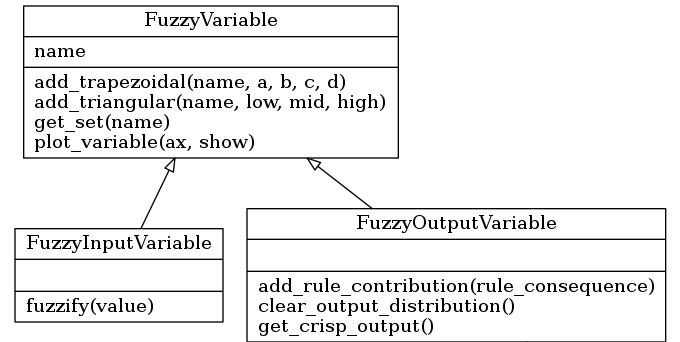 FuzzyVariable
name
add_trapezoidal(name, a, b, c, d)
add_triangular(name, low, mid, high)
get_set(name)
plot_variable(ax, show)
FuzzyInputVariable
fuzzify(value)
FuzzyOutputVariable
add_rule_contribution(rule_consequence)
clear_output_distribution()
get_crisp_output()